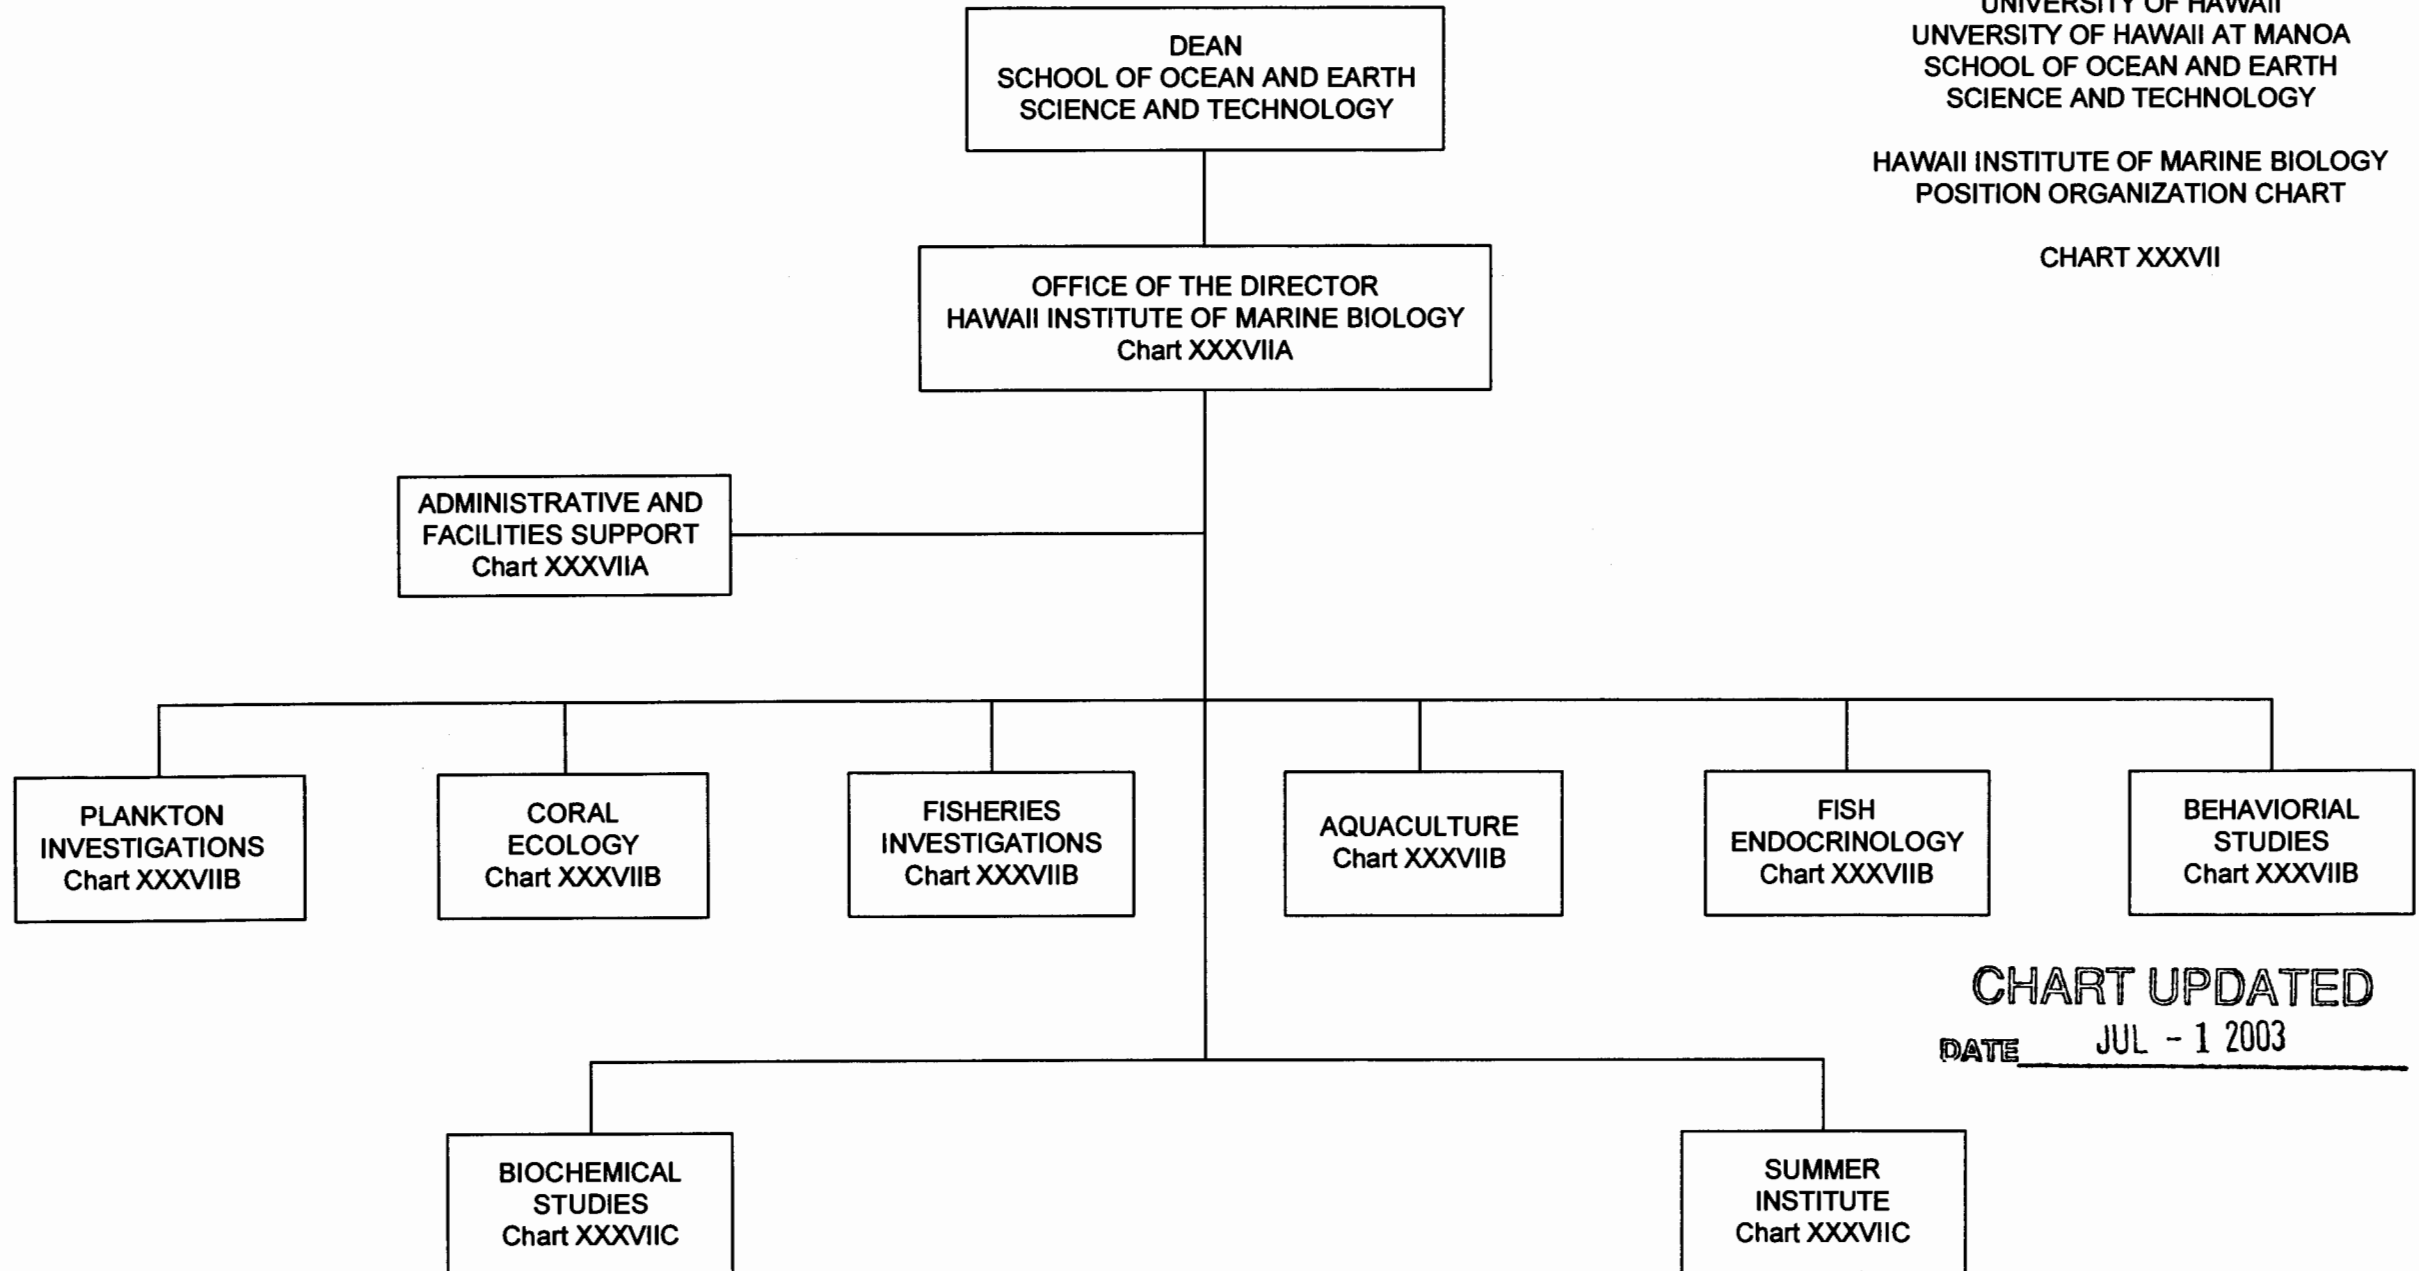 UNIVERSITY OF HAWAII
UNVERSITY OF HAWAII AT MANOA
SCHOOL OF OCEAN AND EARTH
SCIENCE AND TECHNOLOGY
HAWAII INSTITUTE OF MARINE BIOLOGY
POSITION ORGANIZATION CHART
CHART XXXVII
DEAN
SCHOOL OF OCEAN AND EARTH
SCIENCE AND TECHNOLOGY
OFFICE OF THE DIRECTOR
HAWAII INSTITUTE OF MARINE BIOLOGY
Chart XXXVIIA
ADMINISTRATIVE AND
FACILITIES SUPPORT
Chart XXXVIIA
PLANKTON
INVESTIGATIONS
Chart XXXVIIB
CORAL
ECOLOGY
Chart XXXVIIB
FISHERIES
INVESTIGATIONS
Chart XXXVIIB
AQUACULTURE
Chart XXXVIIB
FISH
ENDOCRINOLOGY
Chart XXXVIIB
BEHAVIORIAL
STUDIES
Chart XXXVIIB
CHART UPDATED
DATE JUL - 1 2003
BIOCHEMICAL
STUDIES
Chart XXXVIIC
SUMMER
INSTITUTE
Chart XXXVIIC